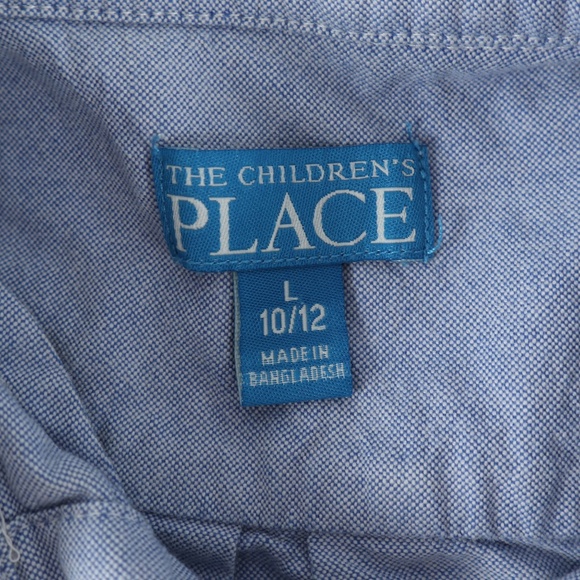 THE CHILDREN'S
PLACE
L
10/12
MADE IN
BANGLADESH